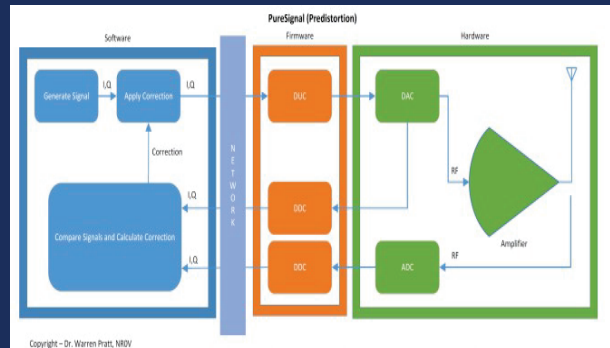 PureSignal (Predistortion)
Software
Firmware
Hardware
Generate Signal
I,Q
Apply Correction
I,Q
DUC
DAC
Correction
NETWORK
RF
I,Q
DDC
Compare Signals and Calculate Correction
Amplifier
I,Q
DDC
ADC
RF
Copyright – Dr. Warren Pratt, NR0V